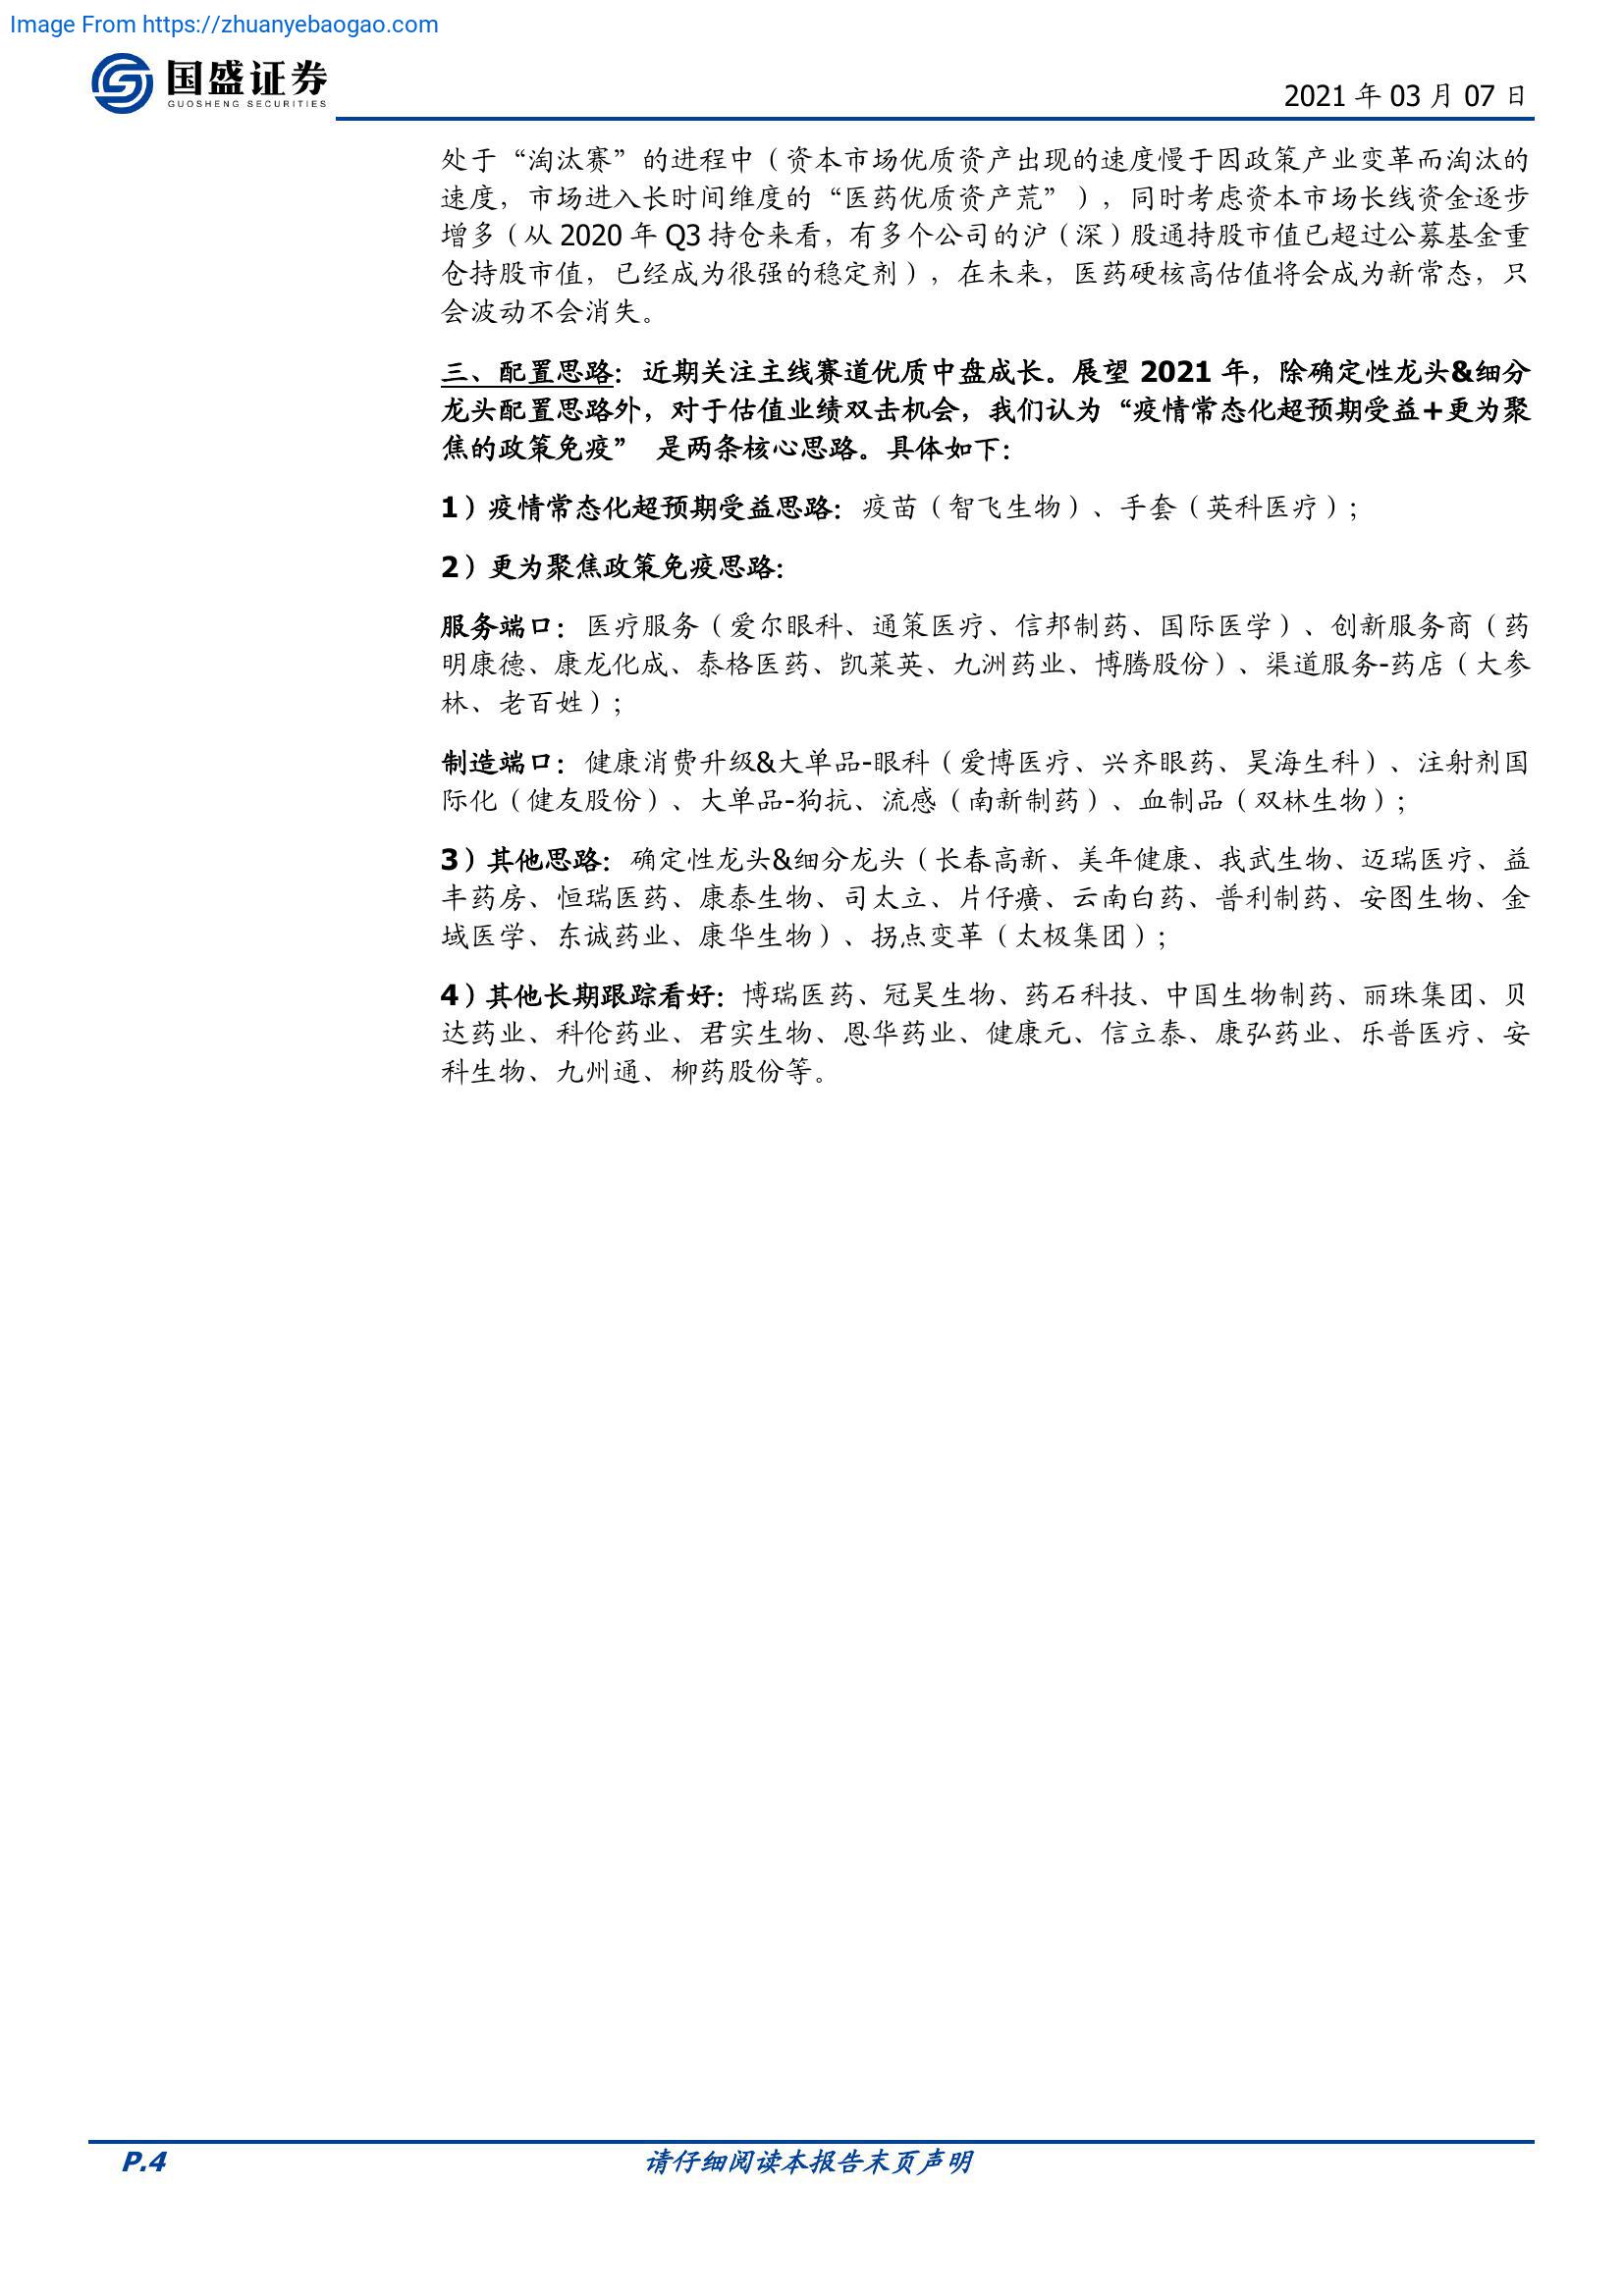 Image From https://zhuanyebaogao.com
国盛证券
GUOSHENG SECURITIES
2021 年 03 月 07 日
处于“淘汰赛”的进程中（资本市场优质资产出现的速度慢于因政策产业变革而淘汰的
速度，市场进入长时间维度的“医药优质资产荒”），同时考虑资本市场长线资金逐步
增多（从 2020 年 Q3 持仓来看，有多个公司的沪（深）股通持股市值已超过公募基金重
仓持股市值，已经成为很强的稳定剂），在未来，医药硬核高估值将会成为新常态，只
会波动不会消失。
三、配置思路：近期关注主线赛道优质中盘成长。展望 2021 年，除确定性龙头&细分
龙头配置思路外，对于估值业绩双击机会，我们认为“疫情常态化超预期受益+更为聚
焦的政策免疫” 是两条核心思路。具体如下：
1）疫情常态化超预期受益思路：疫苗（智飞生物）、手套（英科医疗）；
2）更为聚焦政策免疫思路：
服务端口：医疗服务（爱尔眼科、通策医疗、信邦制药、国际医学）、创新服务商（药
明康德、康龙化成、泰格医药、凯莱英、九洲药业、博腾股份）、渠道服务-药店（大参
林、老百姓）；
制造端口：健康消费升级&大单品-眼科（爱博医疗、兴齐眼药、昊海生科）、注射剂国
际化（健友股份）、大单品-狗抗、流感（南新制药）、血制品（双林生物）；
3）其他思路：确定性龙头&细分龙头（长春高新、美年健康、我武生物、迈瑞医疗、益
丰药房、恒瑞医药、康泰生物、司太立、片仔癀、云南白药、普利制药、安图生物、金
域医学、东诚药业、康华生物）、拐点变革（太极集团）；
4）其他长期跟踪看好：博瑞医药、冠昊生物、药石科技、中国生物制药、丽珠集团、贝
达药业、科伦药业、君实生物、恩华药业、健康元、信立泰、康弘药业、乐普医疗、安
科生物、九州通、柳药股份等。
P.4
请仔细阅读本报告末页声明